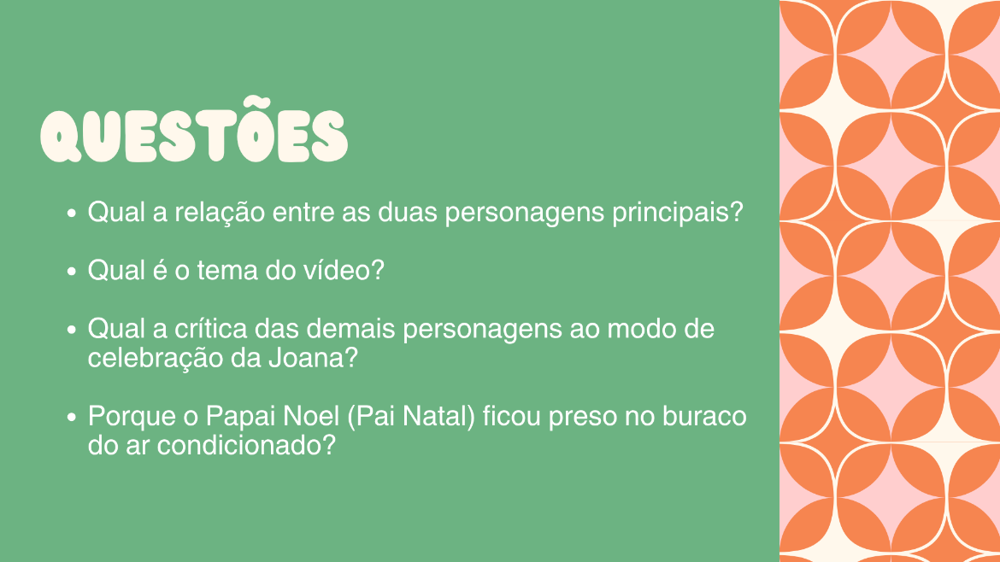 QUESTÕES
• Qual a relação entre as duas personagens principais?
• Qual é o tema do vídeo?
• Qual a crítica das demais personagens ao modo de
celebração da Joana?
• Porque o Papai Noel (Pai Natal) ficou preso no buraco
do ar condicionado?